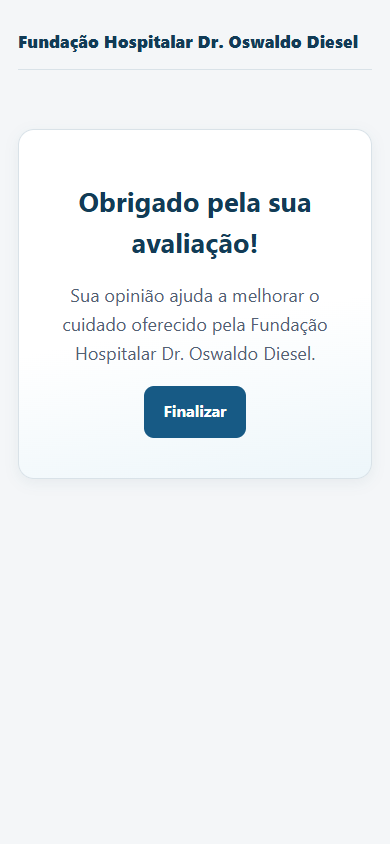 Fundação Hospitalar Dr. Oswaldo Diesel
Obrigado pela sua
avaliação!
Sua opinião ajuda a melhorar o
cuidado oferecido pela Fundação
Hospitalar Dr. Oswaldo Diesel.
Finalizar